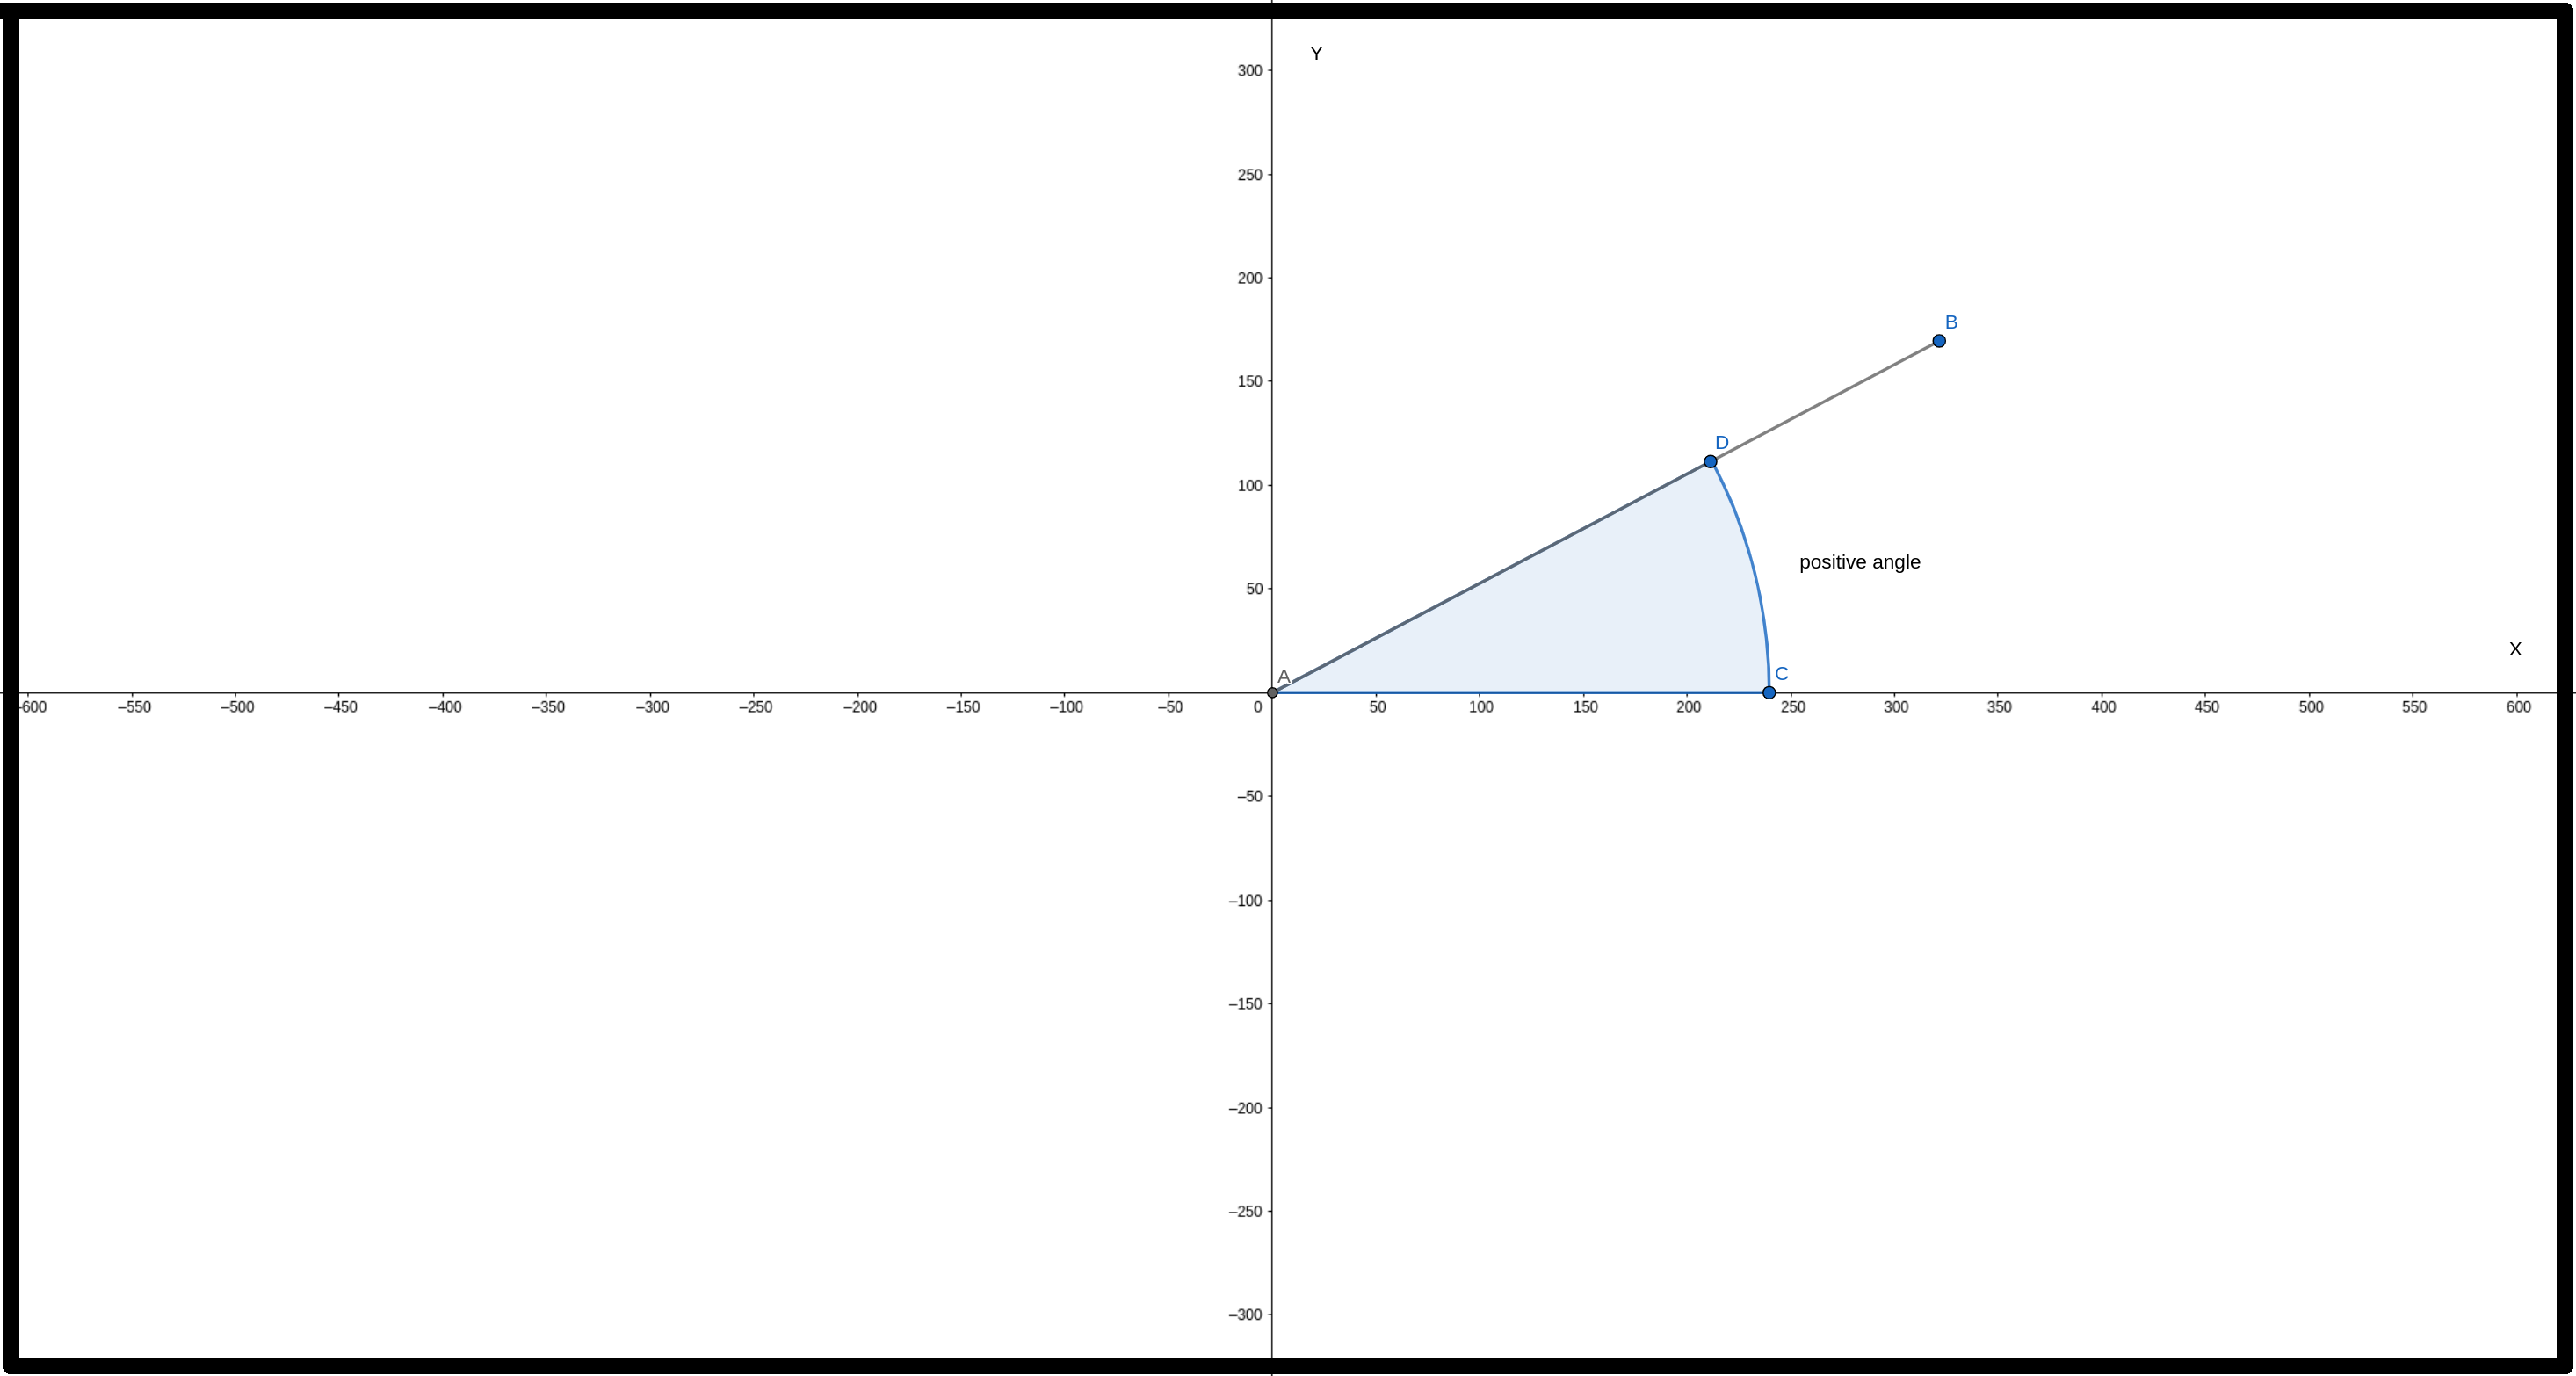 Y
300
250
200
B
150
D
100
positive angle
50
X
A
C
–600 –550 –500 –450 –400 –350 –300 –250 –200 –150 –100 –50 0 50 100 150 200 250 300 350 400 450 500 550 600
–50
–100
–150
–200
–250
–300